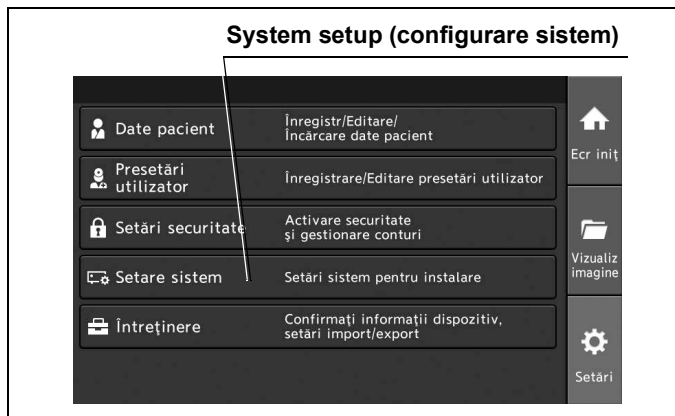 System setup (configurare sistem)
Date pacient
Înregistr/Editare/
Încărcare date pacient
Presetări
utilizator
Înregistrare/Editare presetări utilizator
Setări securitate
Activare securitate
şi gestionare conturi
Setare sistem
Setări sistem pentru instalare
Întreţinere
Confirmaţi informaţii dispozitiv,
setări import/export
Ecr iniţ
Vizualiz
imagine
Setări